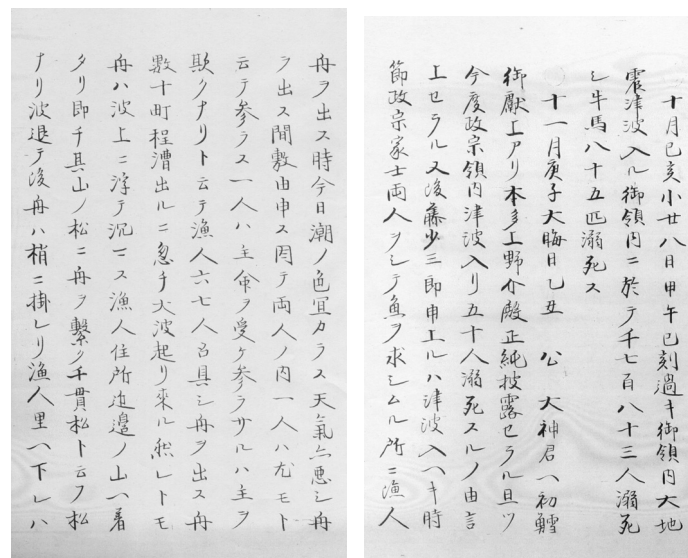 十月己亥小廿八日甲午巳刻過キ御領内大地
震津波入ル御領内ニ於テ千七百八十三人溺死
シ牛馬八十五匹溺死ス
十一月庚子大晦日乙丑 公 大神君ヘ初鱈
御獻上アリ本多上野介殿正純披露セラル且ツ
今度政宗領内津波入リ五十人溺死スルノ由言
上セラル又後藤少三郎申上ルハ津波入ヘキ時
節政宗家士両人ヲシテ魚ヲ求シムル所ニ漁人
舟ヲ出ス時今日潮ノ色冝カラス天氣亦悪シ舟
ヲ出ス間敷由申ス因テ両人ノ内一人ハ尤モト
云テ参ラス一人ハ主命ヲ受ケ参ラサルハ主ヲ
欺クナリト云テ漁人六七人召具シ舟ヲ出ス舟
數十町程漕出ルニ忽チ大波起リ來ル然レトモ
舟ハ波上ニ浮テ沉マス漁人住所近邉ノ山ヘ着
タリ即チ其山ノ松ニ舟ヲ繋ク千貫松ト云フ松
ナリ波退テ後舟ハ梢ニ掛レリ漁人里ヘ下レハ